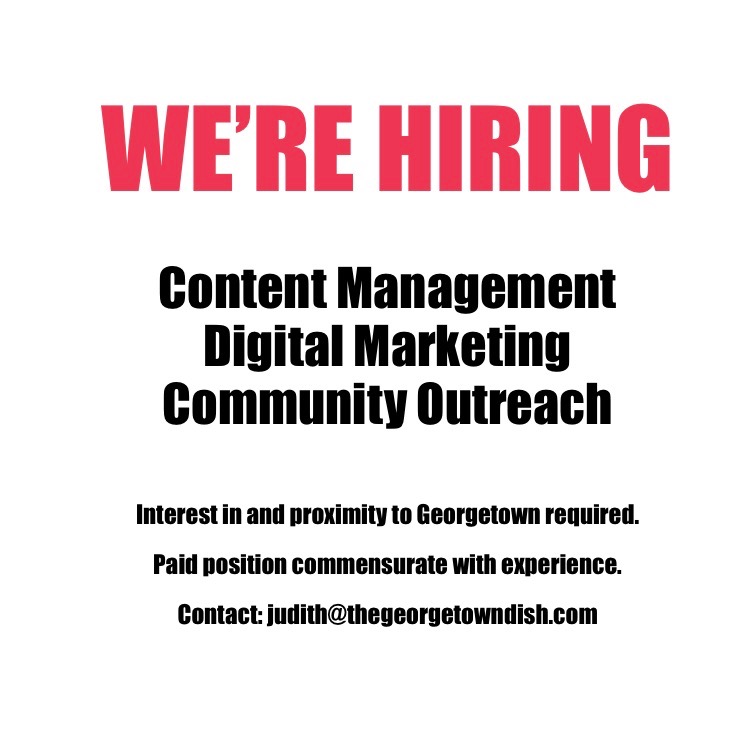 WE’RE HIRING
Content Management
Digital Marketing
Community Outreach
Interest in and proximity to Georgetown required.
Paid position commensurate with experience.
Contact: judith@thegeorgetowndish.com